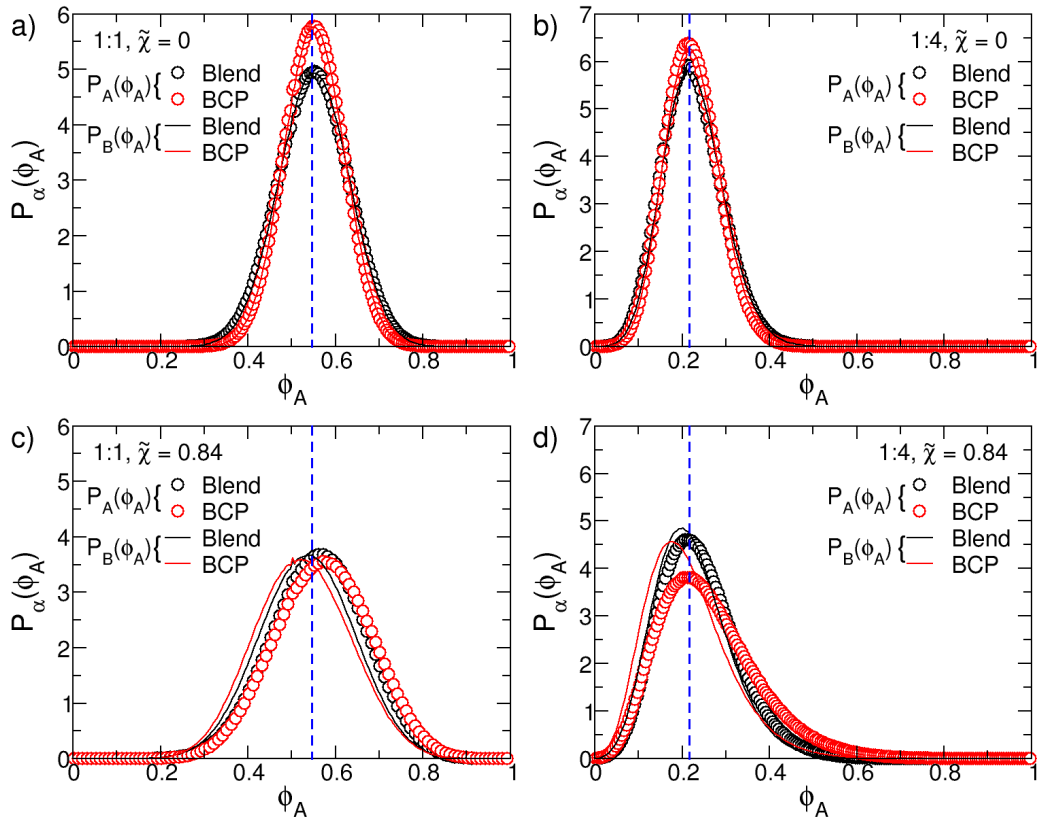 a)
1:1, χ̃ = 0
P_A(ϕ_A){ Blend
BCP
P_B(ϕ_A){ Blend
BCP
P_α(ϕ_A)
6
5
4
3
2
1
0
0 0.2 0.4 0.6 0.8 1
ϕ_A
b)
1:4, χ̃ = 0
P_A(ϕ_A){ Blend
BCP
P_B(ϕ_A){ Blend
BCP
P_α(ϕ_A)
7
6
5
4
3
2
1
0
0 0.2 0.4 0.6 0.8 1
ϕ_A
c)
1:1, χ̃ = 0.84
P_A(ϕ_A){ Blend
BCP
P_B(ϕ_A){ Blend
BCP
P_α(ϕ_A)
6
5
4
3
2
1
0
0 0.2 0.4 0.6 0.8 1
ϕ_A
d)
1:4, χ̃ = 0.84
P_A(ϕ_A){ Blend
BCP
P_B(ϕ_A){ Blend
BCP
P_α(ϕ_A)
7
6
5
4
3
2
1
0
0 0.2 0.4 0.6 0.8 1
ϕ_A